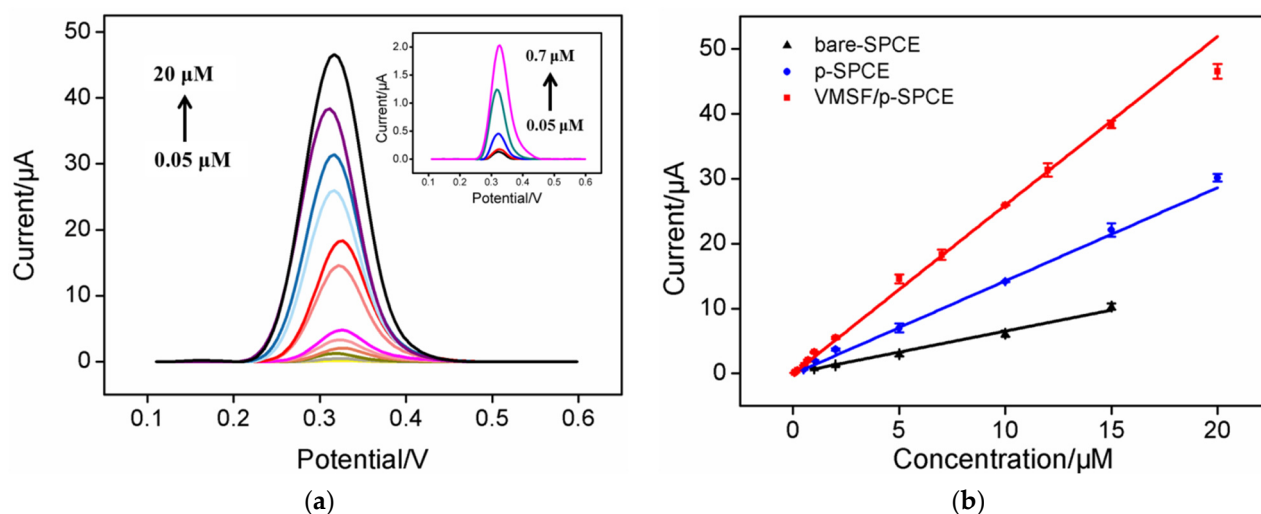 50
40
30
20
10
0
Current/μA
20 μM
0.05 μM
0.1
0.2
0.3
0.4
0.5
0.6
Potential/V
2.0
1.5
1.0
0.5
0.0
Current/μA
0.7 μM
0.05 μM
0.1 0.2 0.3 0.4 0.5 0.6
Potential/V
(a)
50
40
30
20
10
0
Current/μA
bare-SPCE
p-SPCE
VMSF/p-SPCE
0 5 10 15 20
Concentration/μM
(b)